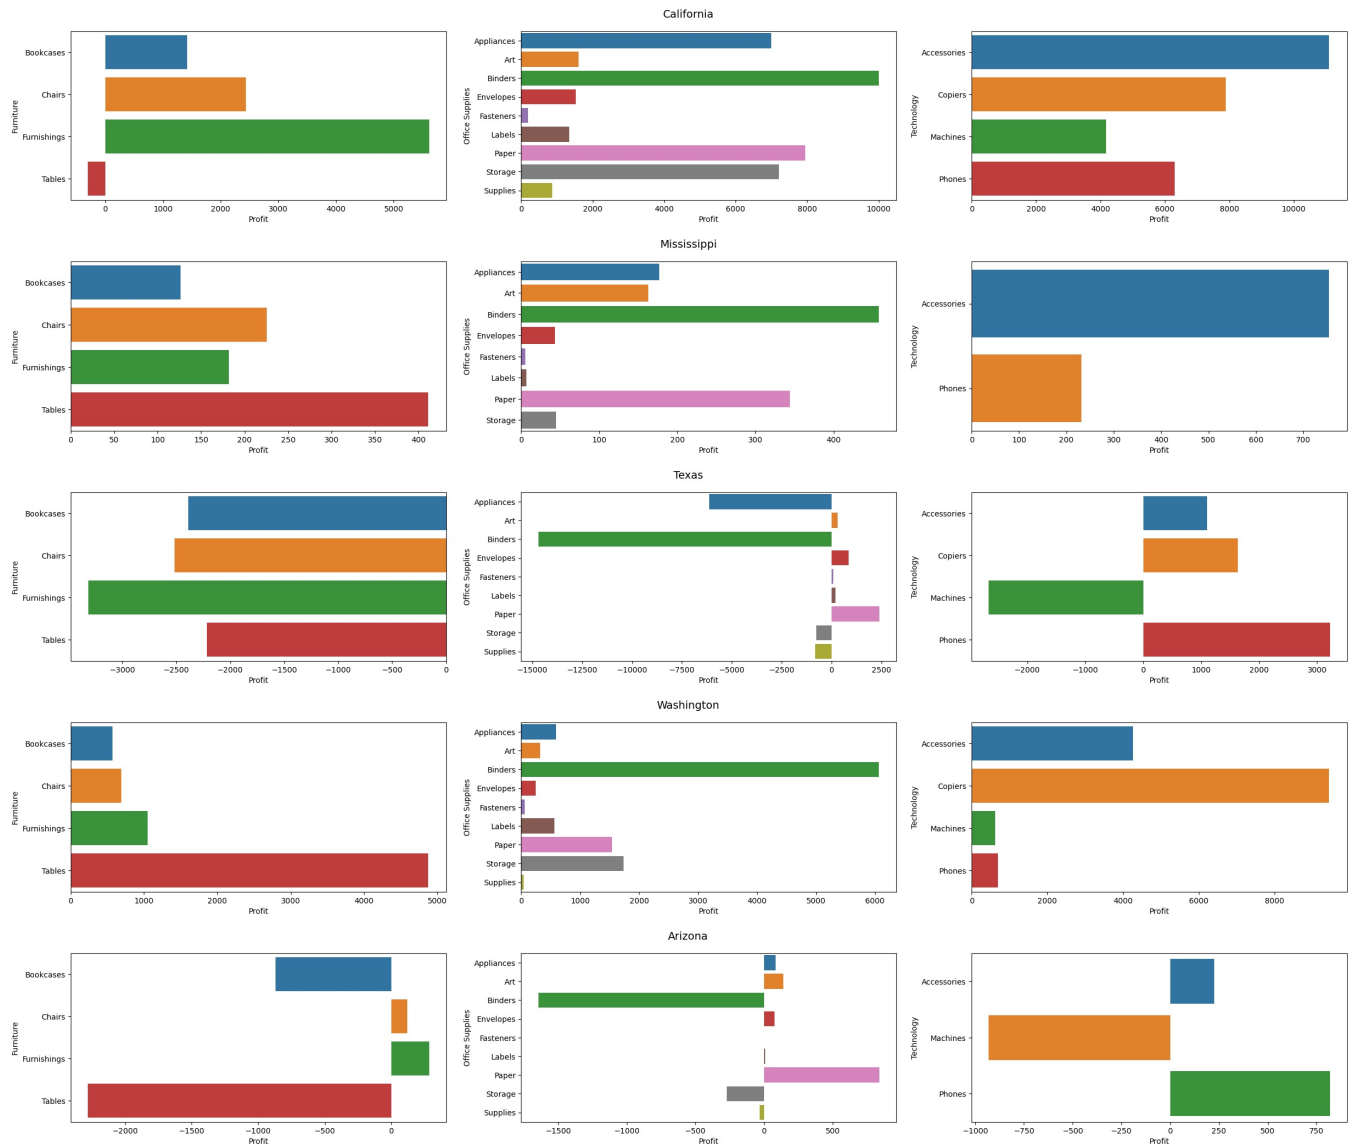 California
Furniture
Bookcases
Chairs
Furnishings
Tables
0 1000 2000 3000 4000 5000
Profit
Office Supplies
Appliances
Art
Binders
Envelopes
Fasteners
Labels
Paper
Storage
Supplies
0 2000 4000 6000 8000 10000
Profit
Technology
Accessories
Copiers
Machines
Phones
0 2000 4000 6000 8000 10000
Profit
Mississippi
Furniture
Bookcases
Chairs
Furnishings
Tables
0 50 100 150 200 250 300 350 400
Profit
Office Supplies
Appliances
Art
Binders
Envelopes
Fasteners
Labels
Paper
Storage
0 100 200 300 400
Profit
Technology
Accessories
Phones
0 100 200 300 400 500 600 700
Profit
Texas
Furniture
Bookcases
Chairs
Furnishings
Tables
−3000 −2000 −1000 0
Profit
Office Supplies
Appliances
Art
Binders
Envelopes
Fasteners
Labels
Paper
Storage
Supplies
−15000 −12500 −10000 −7500 −5000 −2500 0 2500
Profit
Technology
Accessories
Copiers
Machines
Phones
−2000 −1000 0 1000 2000 3000
Profit
Washington
Furniture
Bookcases
Chairs
Furnishings
Tables
0 1000 2000 3000 4000 5000
Profit
Office Supplies
Appliances
Art
Binders
Envelopes
Fasteners
Labels
Paper
Storage
Supplies
0 1000 2000 3000 4000 5000 6000
Profit
Technology
Accessories
Copiers
Machines
Phones
0 2000 4000 6000 8000
Profit
Arizona
Furniture
Bookcases
Chairs
Furnishings
Tables
−2000 −1500 −1000 −500 0
Profit
Office Supplies
Appliances
Art
Binders
Envelopes
Fasteners
Labels
Paper
Storage
Supplies
−1500 −1000 −500 0 500
Profit
Technology
Accessories
Machines
Phones
−1000 −750 −500 −250 0 250 500 750
Profit